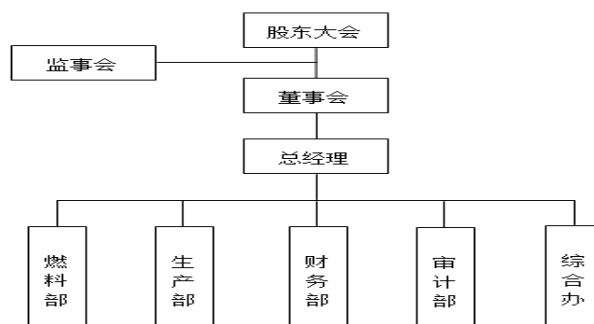 股东大会
监事会
董事会
总经理
燃料部
生产部
财务部
审计部
综合办